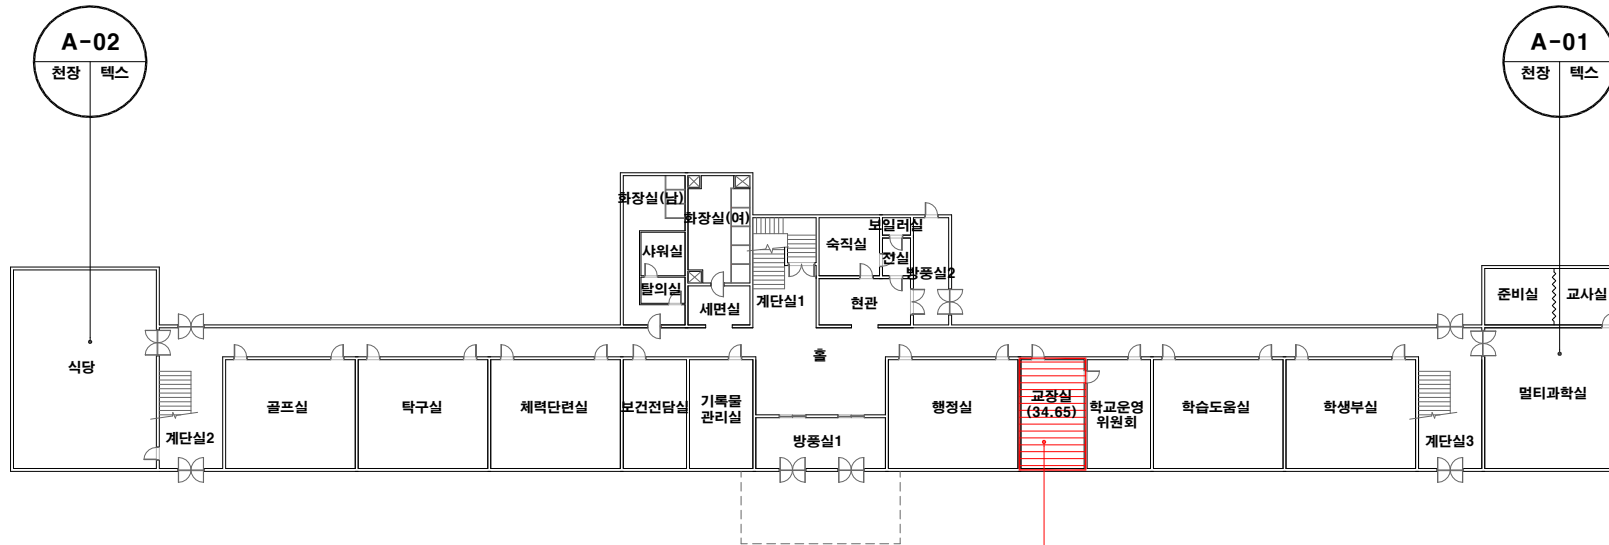 A-02
천장 텍스
A-01
천장 텍스
화장실(남)
화장실(여)
샤워실
탈의실
세면실
계단실1
숙직실
보일러실
전실
방풍실2
현관
준비실
교사실
홀
식당
계단실2
골프실
탁구실
체력단련실
보건전담실
기록물
관리실
방풍실1
행정실
교장실
(34.65)
학교운영
위원회
학습도움실
학생부실
계단실3
멀티과학실